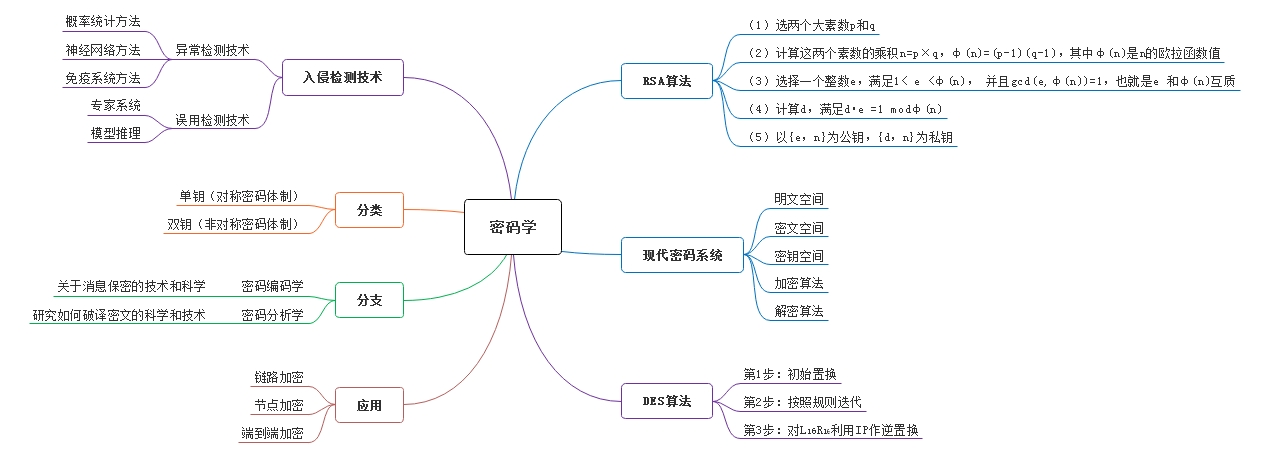 密码学
RSA算法
（1）选两个大素数p和q
（2）计算这两个素数的乘积n=p×q，φ(n)=(p-1)(q-1)，其中φ(n)是n的欧拉函数值
（3）选择一个整数e，满足1< e <φ(n)， 并且gcd(e,φ(n))=1，也就是e 和φ(n)互质
（4）计算d，满足d•e =1 modφ(n)
（5）以{e，n}为公钥，{d，n}为私钥
现代密码系统
明文空间
密文空间
密钥空间
加密算法
解密算法
DES算法
第1步：初始置换
第2步：按照规则迭代
第3步：对L₁₆R₁₆利用IP作逆置换
入侵检测技术
异常检测技术
概率统计方法
神经网络方法
免疫系统方法
误用检测技术
专家系统
模型推理
分类
单钥（对称密码体制）
双钥（非对称密码体制）
分支
密码编码学
关于消息保密的技术和科学
密码分析学
研究如何破译密文的科学和技术
应用
链路加密
节点加密
端到端加密